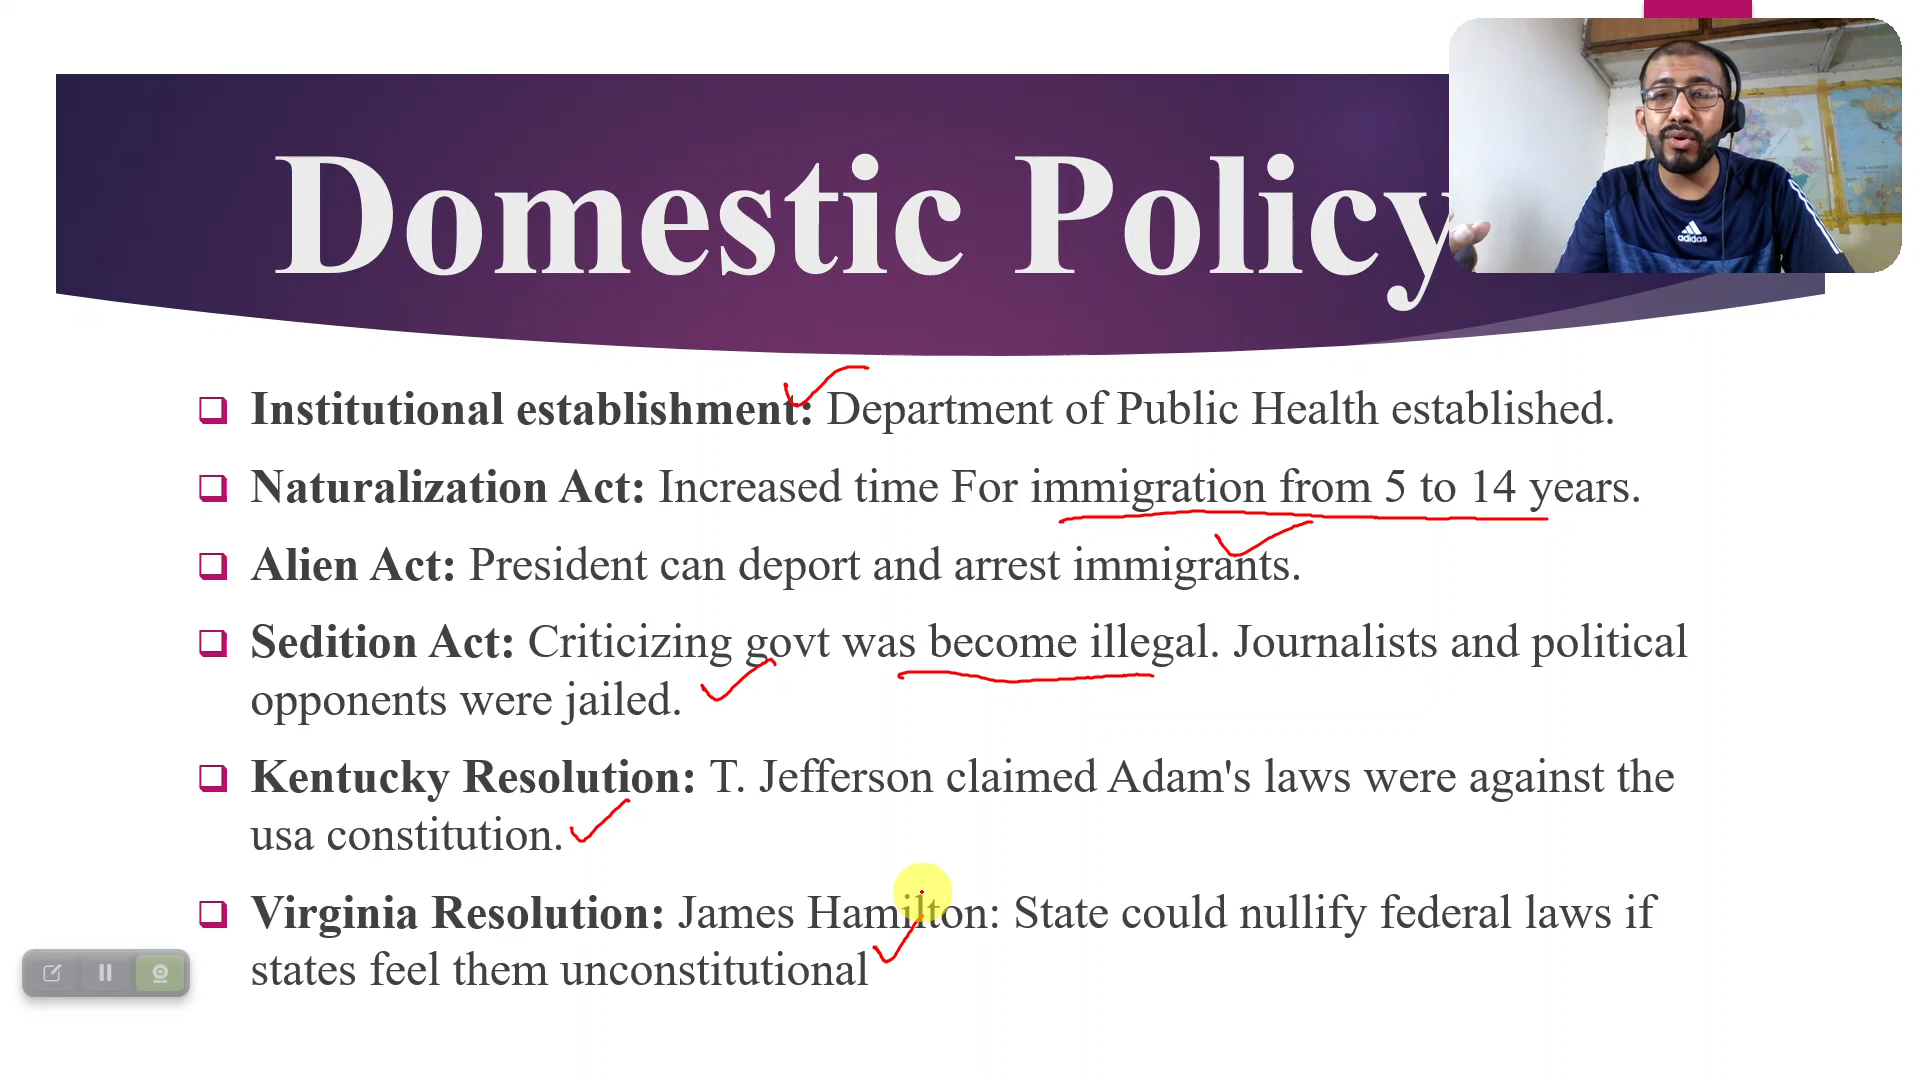 Domestic Policy
adidas
Institutional establishment: Department of Public Health established.
Naturalization Act: Increased time For immigration from 5 to 14 years.
Alien Act: President can deport and arrest immigrants.
Sedition Act: Criticizing govt was become illegal. Journalists and political
opponents were jailed.
Kentucky Resolution: T. Jefferson claimed Adam's laws were against the
usa constitution.
Virginia Resolution: James Hamilton: State could nullify federal laws if
states feel them unconstitutional